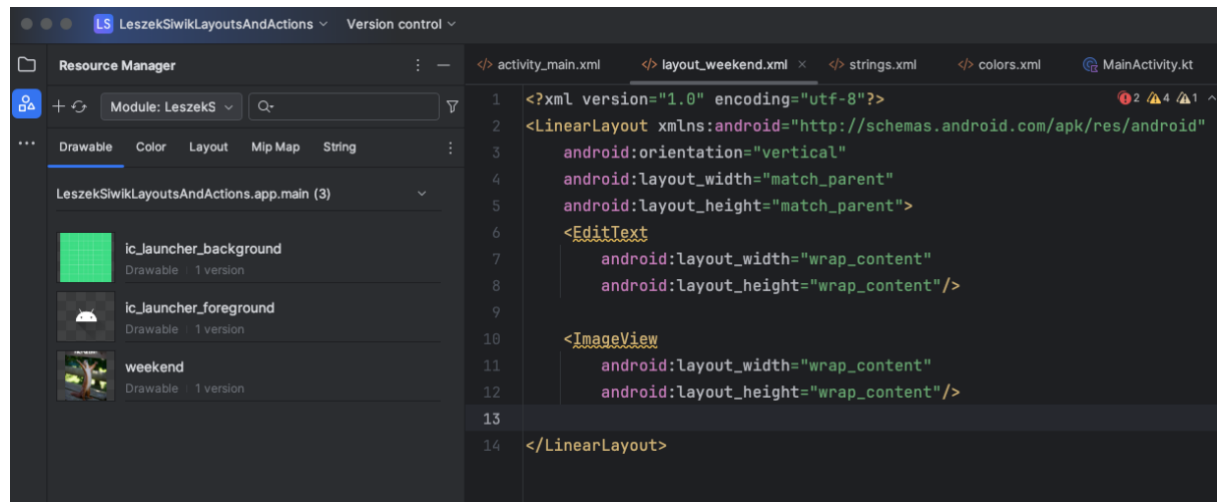 LS LeszekSiwikLayoutsAndActions Version control
Resource Manager
Module: LeszekS
Drawable Color Layout Mip Map String
LeszekSiwikLayoutsAndActions.app.main (3)
ic_launcher_background
Drawable 1 version
ic_launcher_foreground
Drawable 1 version
weekend
Drawable 1 version
</> activity_main.xml </> layout_weekend.xml × </> strings.xml </> colors.xml MainActivity.kt
2 4 1
1 <?xml version="1.0" encoding="utf-8"?>
2 <LinearLayout xmlns:android="http://schemas.android.com/apk/res/android"
3 android:orientation="vertical"
4 android:layout_width="match_parent"
5 android:layout_height="match_parent">
6 <EditText
7 android:layout_width="wrap_content"
8 android:layout_height="wrap_content"/>
9
10 <ImageView
11 android:layout_width="wrap_content"
12 android:layout_height="wrap_content"/>
13
14 </LinearLayout>